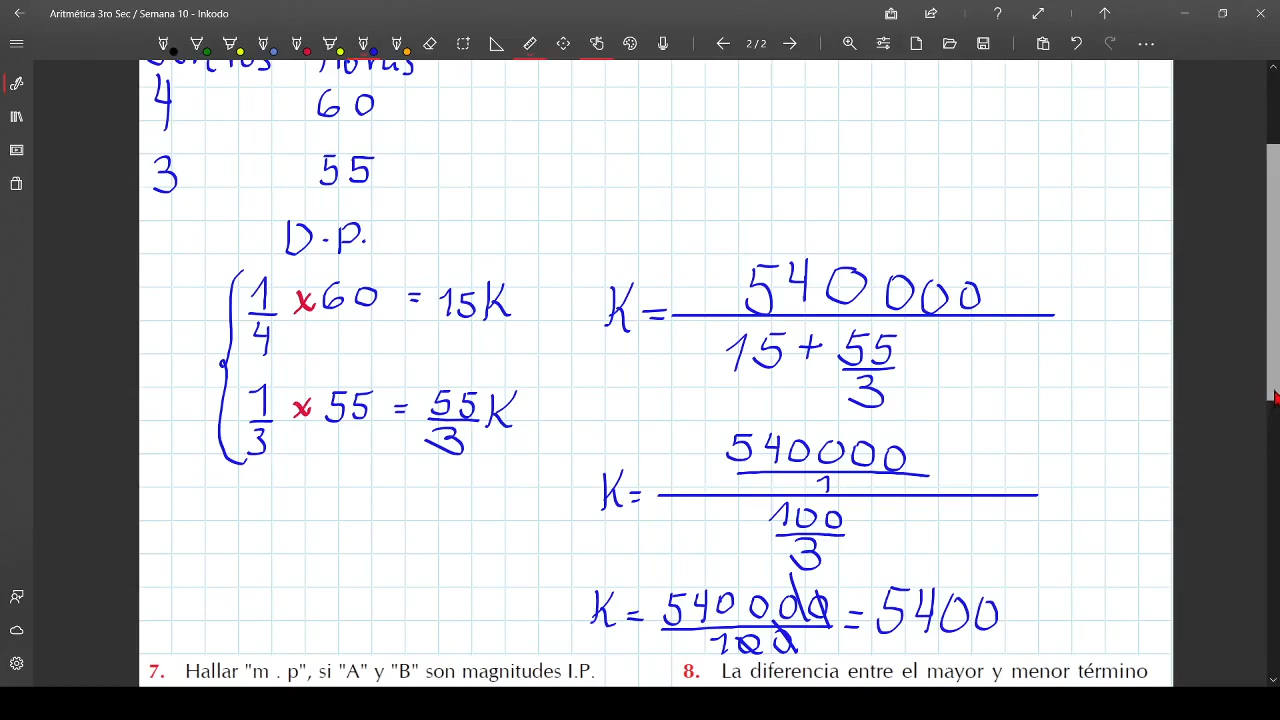 Aritmética 3ro Sec / Semana 10 - Inkodo
2/2
Horas
4 60
3 55
D.P.
1/4 x 60 = 15K
1/3 x 55 = 55/3 K
K = 540000 / 15 + 55/3
K = 540000/1 / 100/3
K = 540000/100 = 5400
7. Hallar "m . p", si "A" y "B" son magnitudes I.P.
8. La diferencia entre el mayor y menor término